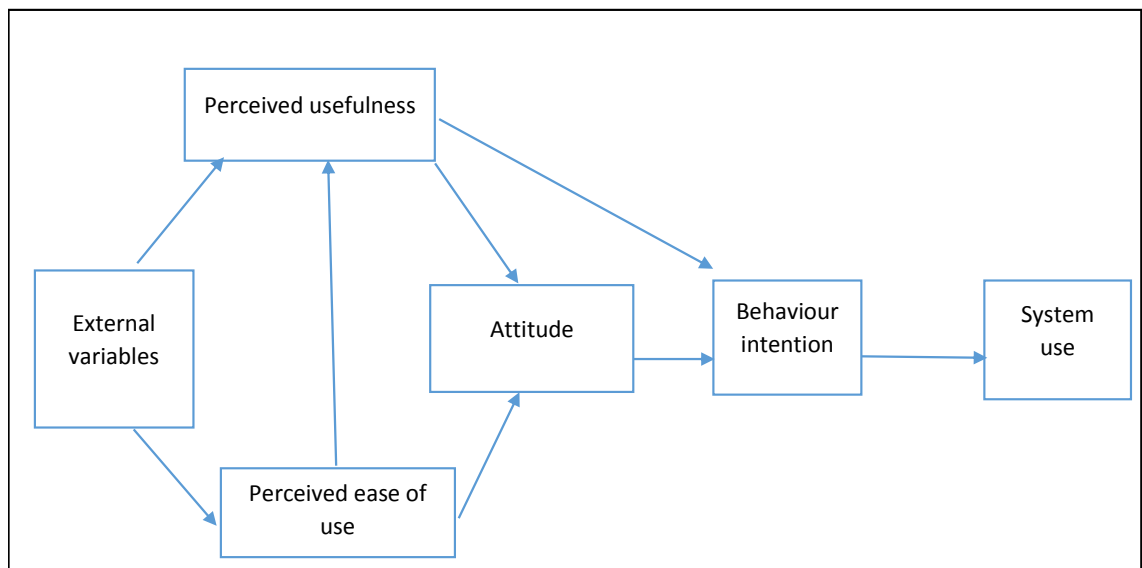 Perceived usefulness
External
variables
Attitude
Behaviour
intention
System
use
Perceived ease of
use